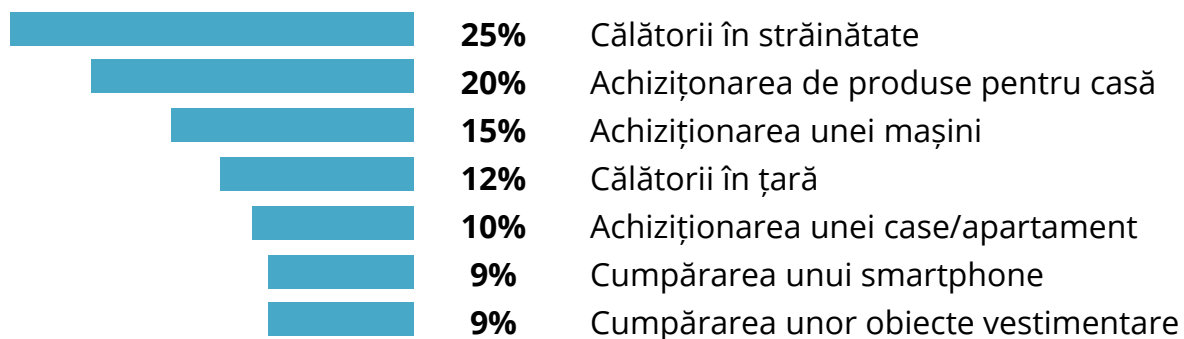 25% Călătorii în străinătate
20% Achizițonarea de produse pentru casă
15% Achiziționarea unei mașini
12% Călătorii în țară
10% Achiziționarea unei case/apartament
9% Cumpărarea unui smartphone
9% Cumpărarea unor obiecte vestimentare